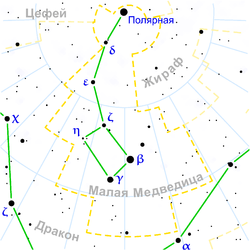 Цефей
Полярная
δ
Жираф
ε
χ
ζ
η
β
γ
Малая Медведица
ζ
Дракон
α